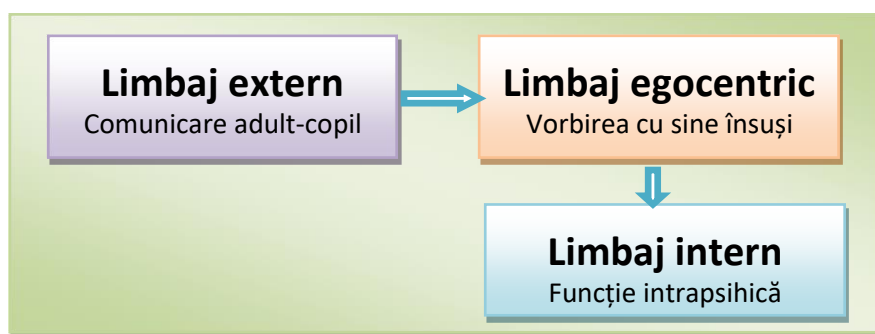 Limbaj extern
Comunicare adult-copil
Limbaj egocentric
Vorbirea cu sine însuși
Limbaj intern
Funcție intrapsihică